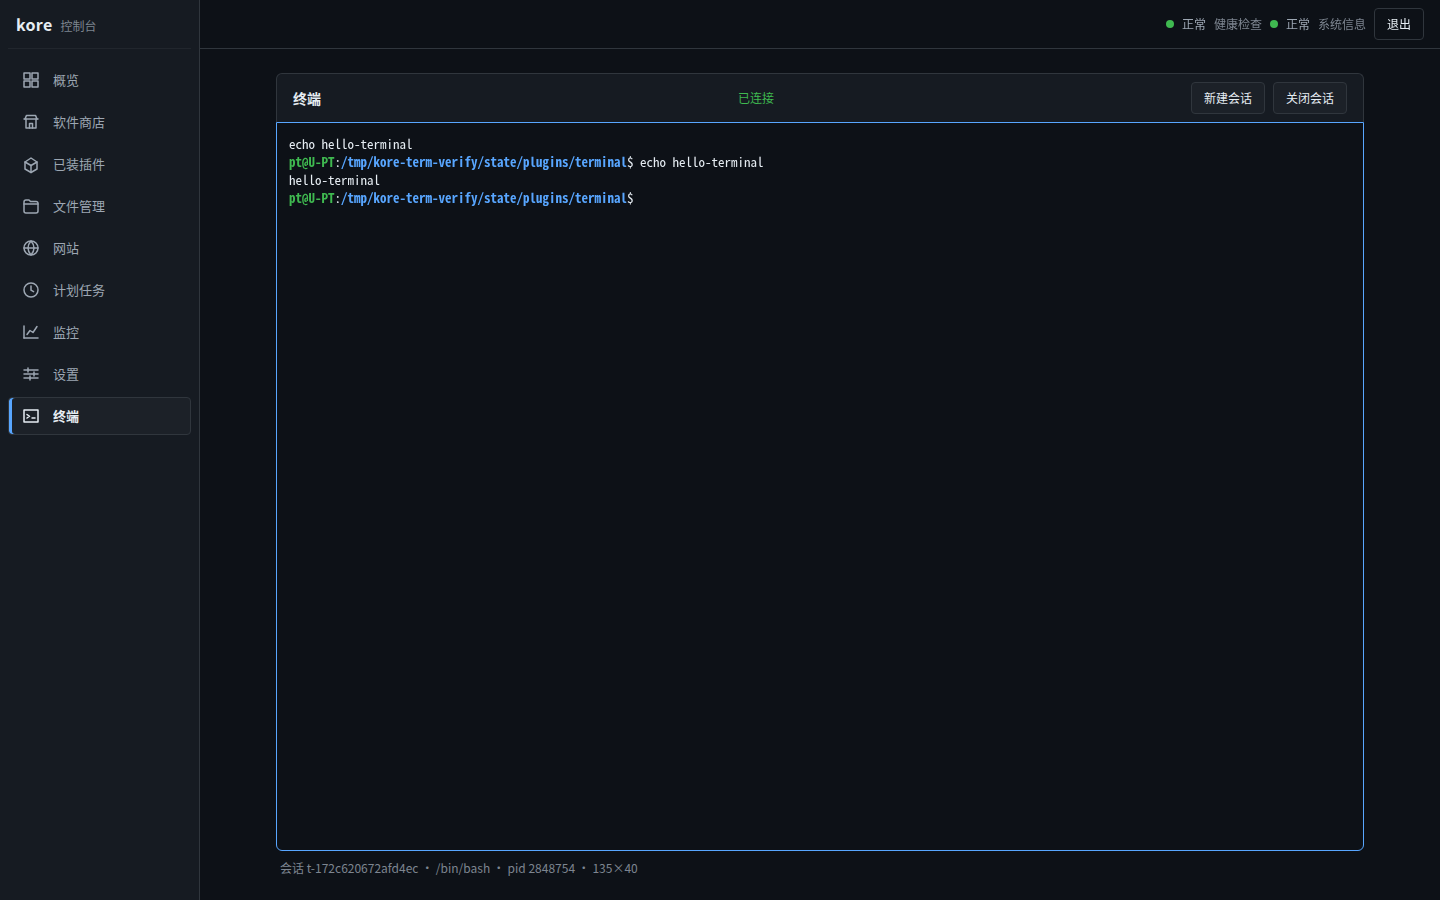 kore 控制台
正常 健康检查 正常 系统信息 退出
概览
软件商店
已装插件
文件管理
网站
计划任务
监控
设置
终端
终端 已连接 新建会话 关闭会话
echo hello-terminal
pt@U-PT:/tmp/kore-term-verify/state/plugins/terminal$ echo hello-terminal
hello-terminal
pt@U-PT:/tmp/kore-term-verify/state/plugins/terminal$
会话 t-172c620672afd4ec · /bin/bash · pid 2848754 · 135×40